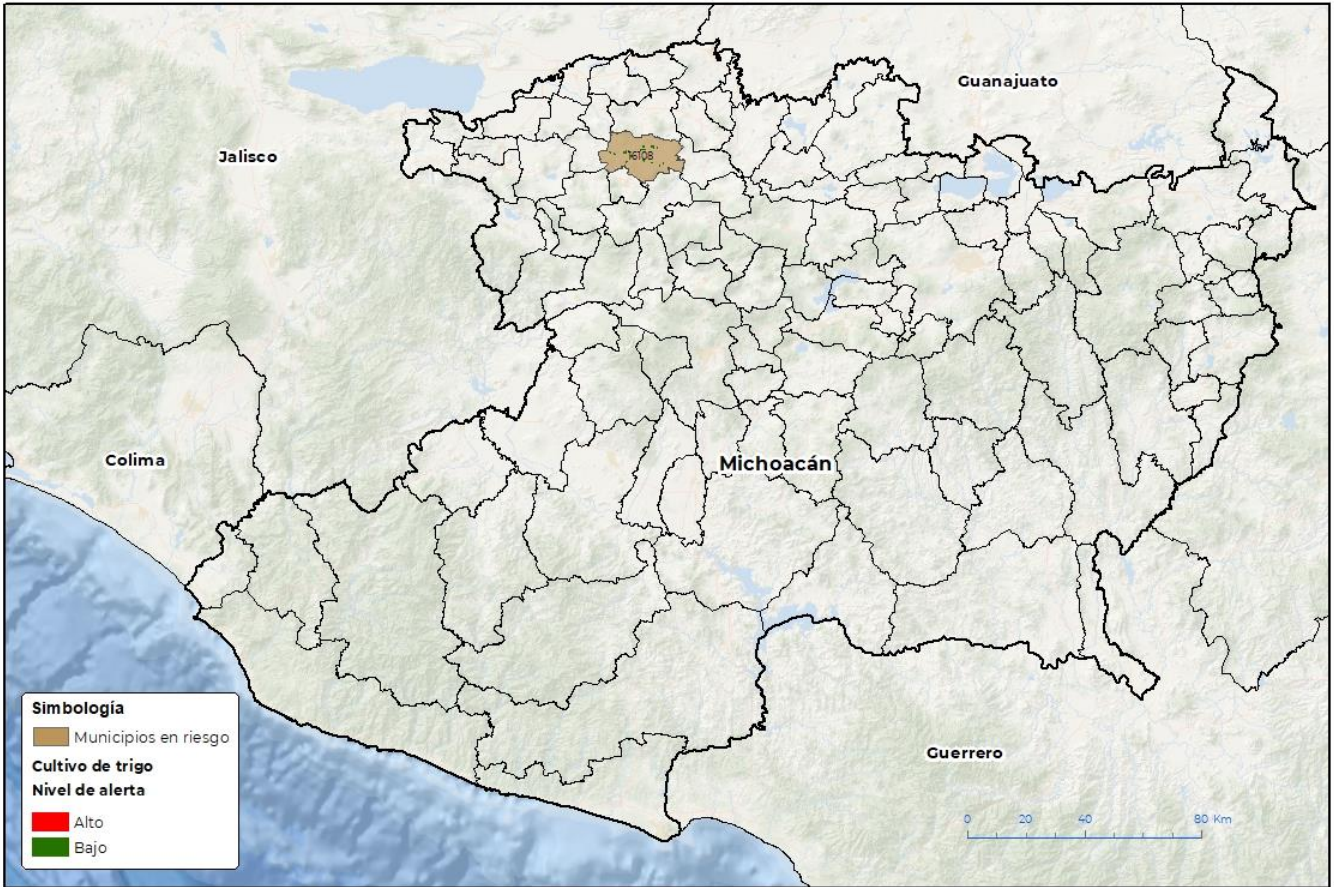 Guanajuato
Jalisco
16108
Colima
Michoacán
Guerrero
Simbología
Municipios en riesgo
Cultivo de trigo
Nivel de alerta
Alto
Bajo
0 20 40 80 Km